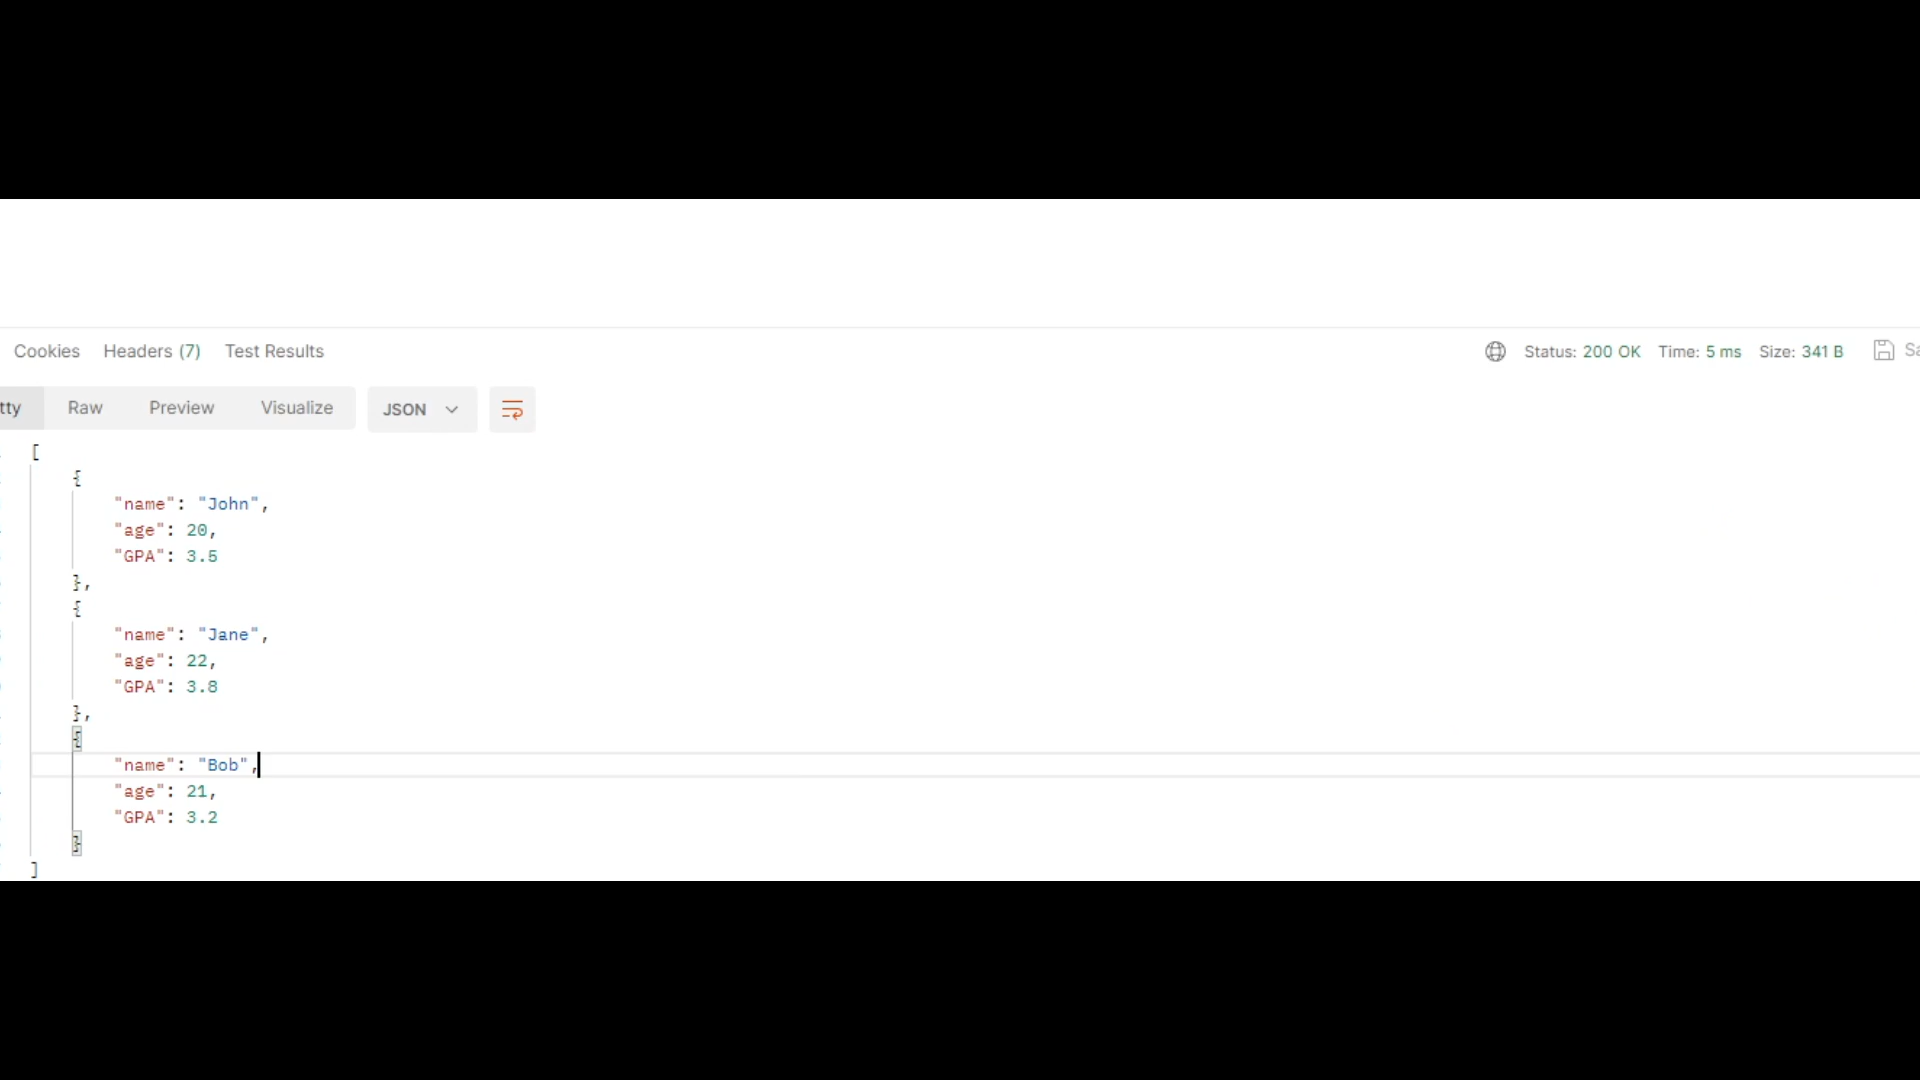 Cookies Headers (7) Test Results Status: 200 OK Time: 5 ms Size: 341 B Sa
tty Raw Preview Visualize JSON
[
{
"name": "John",
"age": 20,
"GPA": 3.5
},
{
"name": "Jane",
"age": 22,
"GPA": 3.8
},
{
"name": "Bob",
"age": 21,
"GPA": 3.2
}
]